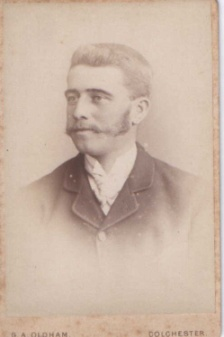 S. A. OLDHAM COLCHESTER.